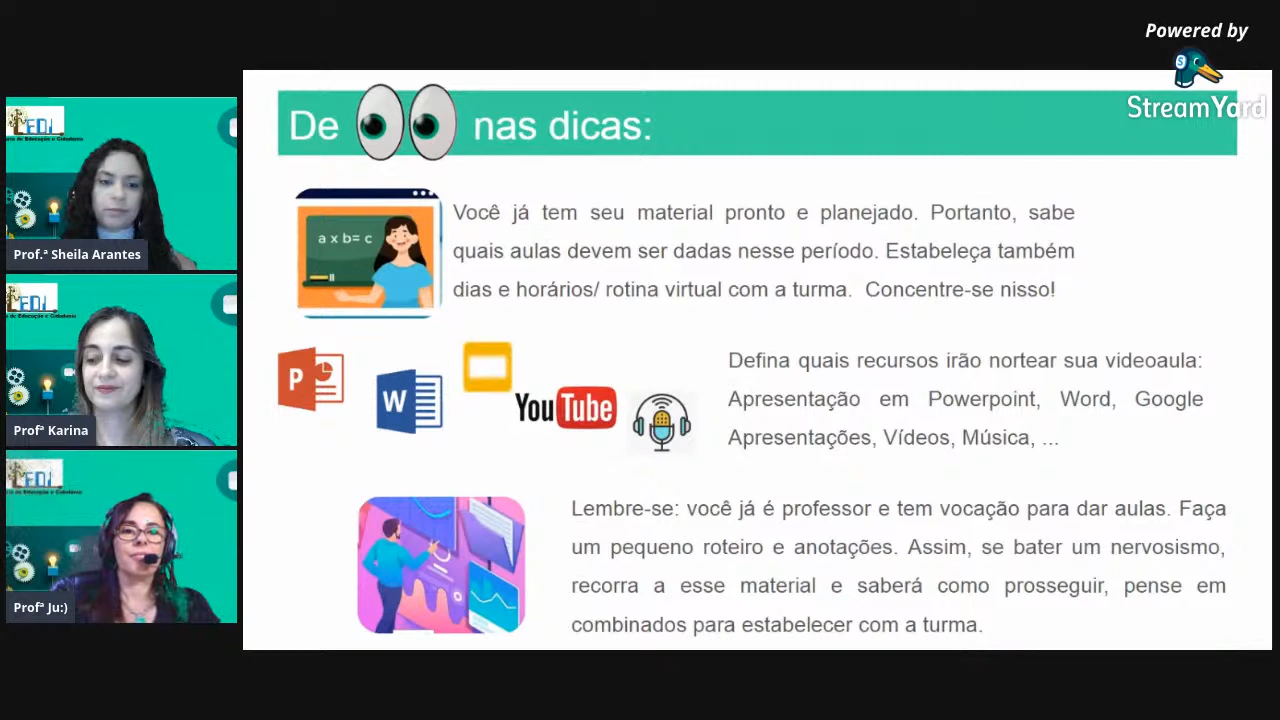 Powered by
StreamYard
De nas dicas:
a x b= c
Você já tem seu material pronto e planejado. Portanto, sabe
quais aulas devem ser dadas nesse período. Estabeleça também
dias e horários/ rotina virtual com a turma. Concentre-se nisso!
P
W
YouTube
Defina quais recursos irão nortear sua videoaula:
Apresentação em Powerpoint, Word, Google
Apresentações, Vídeos, Música, ...
Lembre-se: você já é professor e tem vocação para dar aulas. Faça
um pequeno roteiro e anotações. Assim, se bater um nervosismo,
recorra a esse material e saberá como prosseguir, pense em
combinados para estabelecer com a turma.
Prof.ª Sheila Arantes
Profª Karina
Profª Ju:)